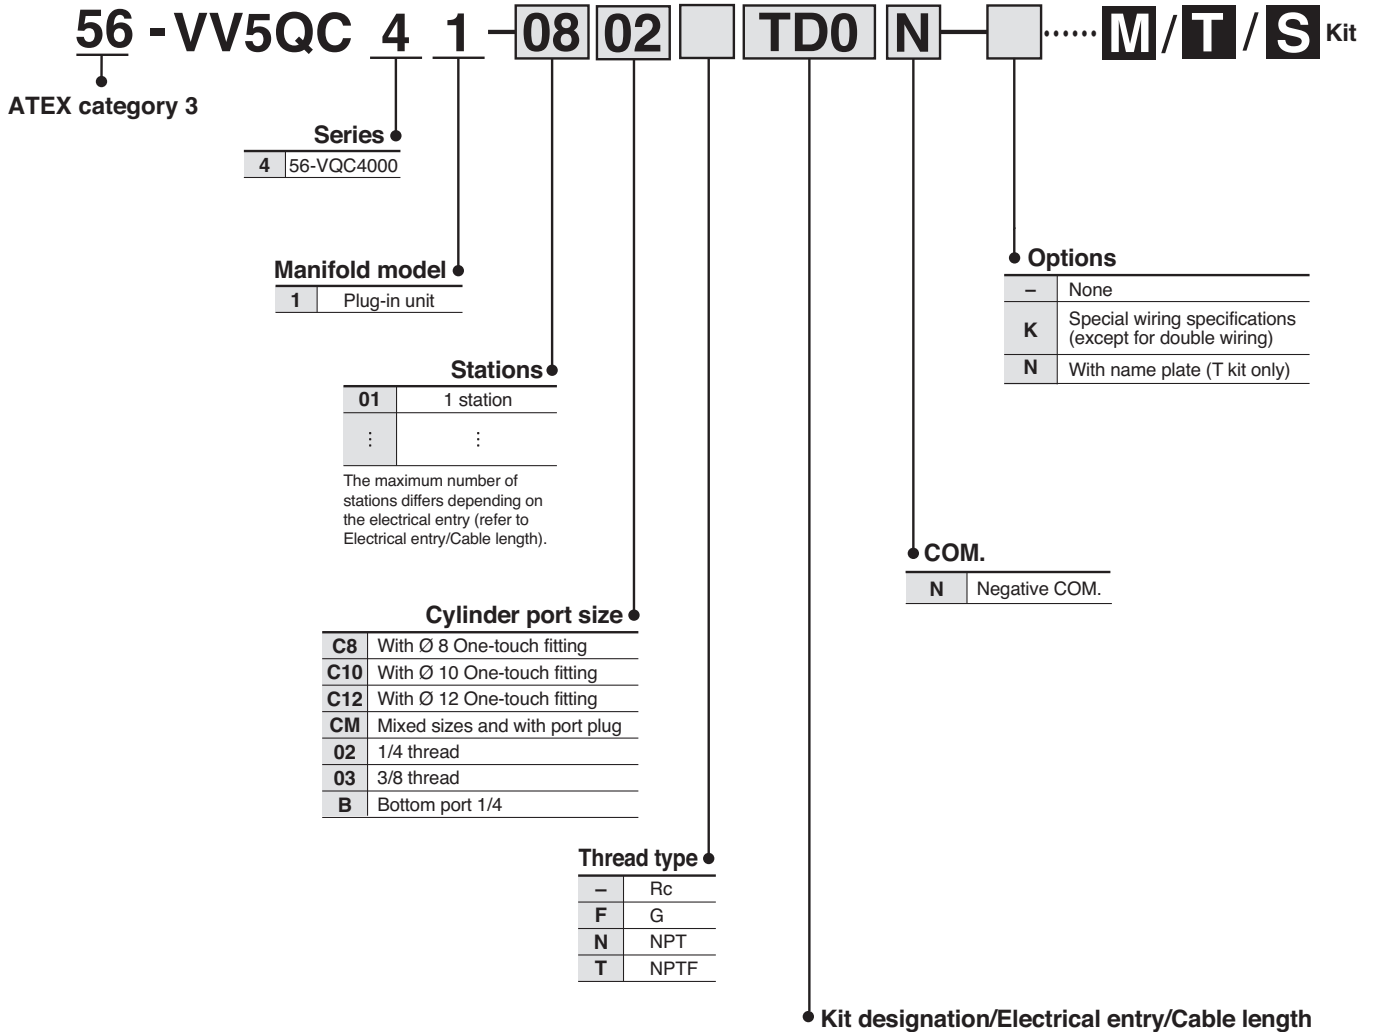 56 - VV5QC 4 1 - 08 02 TD0 N - ...... M / T / S Kit
ATEX category 3
Series
4 56-VQC4000
Manifold model
1 Plug-in unit
Stations
01 1 station
⋮ ⋮
The maximum number of
stations differs depending on
the electrical entry (refer to
Electrical entry/Cable length).
Cylinder port size
C8 With Ø 8 One-touch fitting
C10 With Ø 10 One-touch fitting
C12 With Ø 12 One-touch fitting
CM Mixed sizes and with port plug
02 1/4 thread
03 3/8 thread
B Bottom port 1/4
Thread type
– Rc
F G
N NPT
T NPTF
Kit designation/Electrical entry/Cable length
COM.
N Negative COM.
Options
– None
K Special wiring specifications
(except for double wiring)
N With name plate (T kit only)